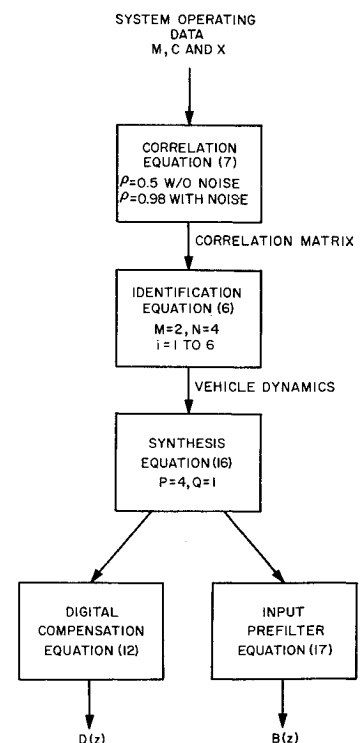 SYSTEM OPERATING
DATA
M, C AND X
CORRELATION
EQUATION (7)
ρ=0.5 W/O NOISE
ρ=0.98 WITH NOISE
CORRELATION MATRIX
IDENTIFICATION
EQUATION (6)
M=2, N=4
i=1 TO 6
VEHICLE DYNAMICS
SYNTHESIS
EQUATION (16)
P=4, Q=1
DIGITAL
COMPENSATION
EQUATION (12)
INPUT
PREFILTER
EQUATION (17)
D(z)
B(z)